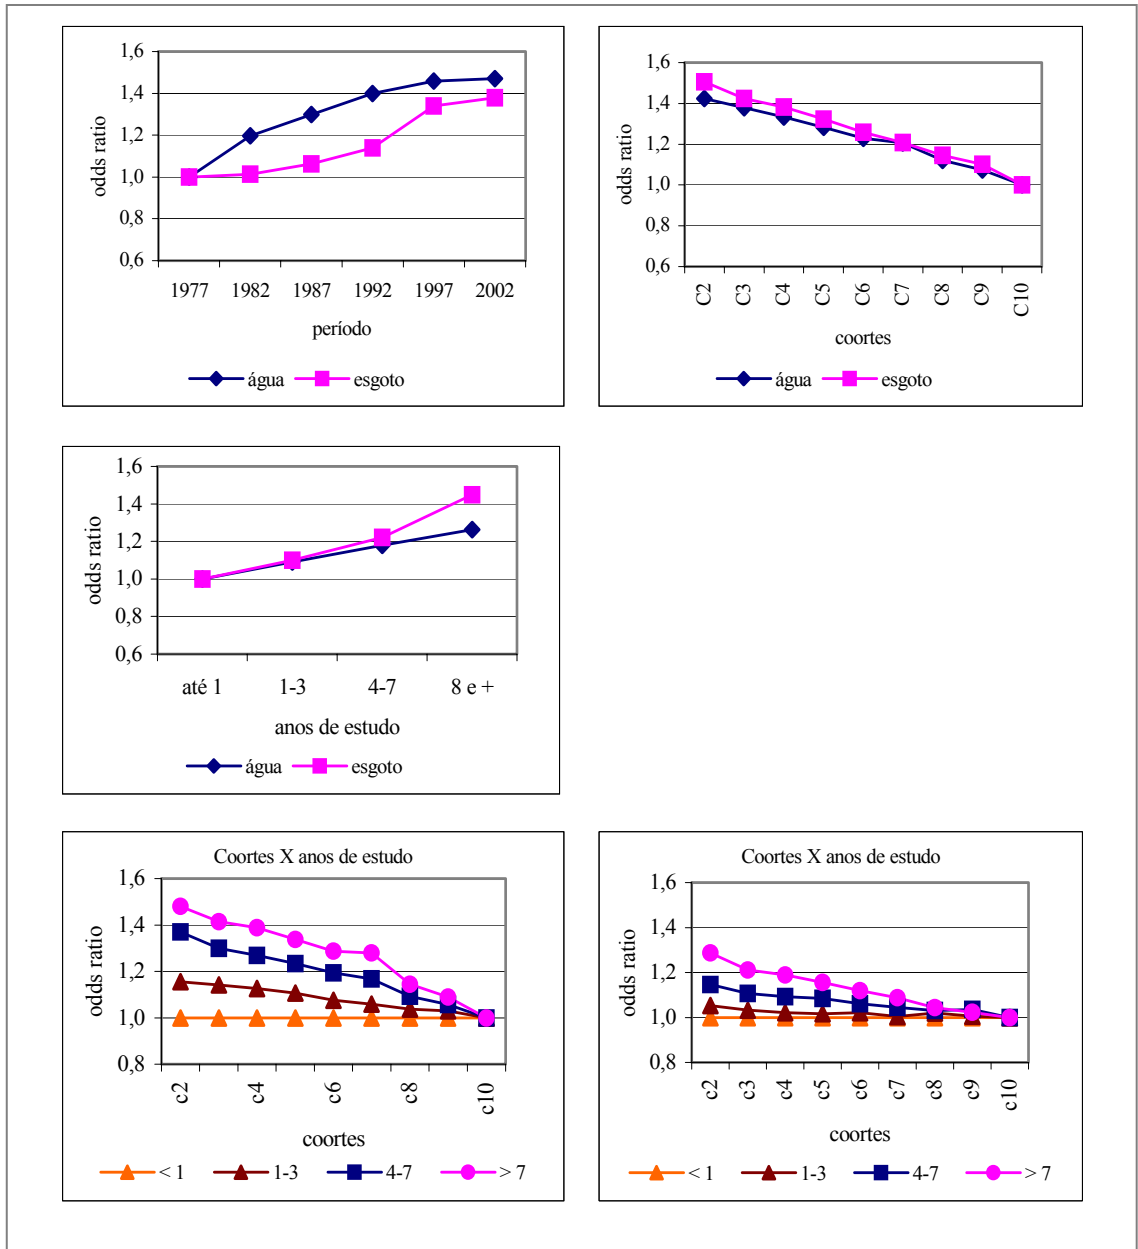 1,6
1,4
1,2
1,0
0,8
0,6
odds ratio
1977 1982 1987 1992 1997 2002
período
água esgoto
1,6
1,4
1,2
1,0
0,8
0,6
odds ratio
C2 C3 C4 C5 C6 C7 C8 C9 C10
coortes
água esgoto
1,6
1,4
1,2
1,0
0,8
0,6
odds ratio
até 1 1-3 4-7 8 e +
anos de estudo
água esgoto
Coortes X anos de estudo
1,6
1,4
1,2
1,0
0,8
odds ratio
c2 c4 c6 c8 c10
coortes
< 1 1-3 4-7 > 7
Coortes X anos de estudo
1,6
1,4
1,2
1,0
0,8
odds ratio
c2 c3 c4 c5 c6 c7 c8 c9 c10
coortes
< 1 1-3 4-7 > 7